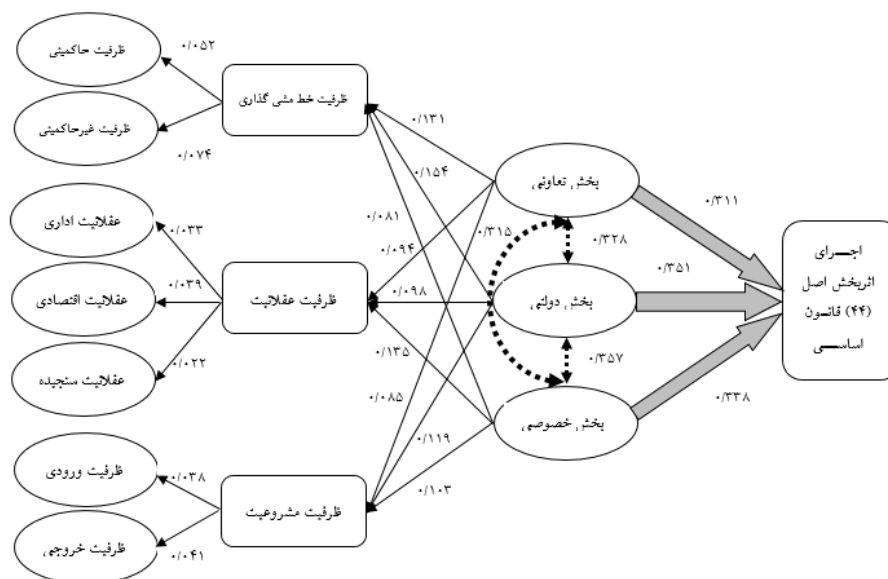 ظرفیت حاکمیتی
ظرفیت غیرحاکمیتی
۰/۰۵۲
۰/۰۷۴
ظرفیت خط مشی گذاری
عقلانیت اداری
عقلانیت اقتصادی
عقلانیت سنجیده
۰/۰۳۳
۰/۰۳۹
۰/۰۲۲
ظرفیت عقلانیت
ظرفیت ورودی
ظرفیت خروجی
۰/۰۳۸
۰/۰۴۱
ظرفیت مشروعیت
۰/۱۳۱
۰/۱۵۴
۰/۰۸۱
۰/۰۹۴
۰/۰۹۸
۰/۱۳۵
۰/۰۸۵
۰/۱۱۹
۰/۱۰۳
بخش تعاونی
بخش دولتی
بخش خصوصی
۰/۳۱۵
۰/۳۲۸
۰/۳۵۷
۰/۳۱۱
۰/۳۵۱
۰/۳۳۸
اجــرای
اثربخش اصل
(۴۴) قانـون
اساســی